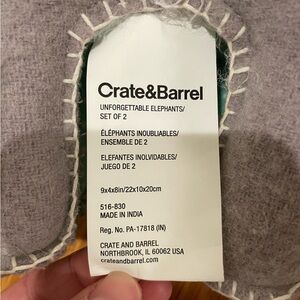 Crate&Barrel
UNFORGETTABLE ELEPHANTS/
SET OF 2
ÉLÉPHANTS INOUBLIABLES/
ENSEMBLE DE 2
ELEFANTES INOLVIDABLES/
JUEGO DE 2
9x4x8in/22x10x20cm
516-830
MADE IN INDIA
Reg. No. PA-17818 (IN)
CRATE AND BARREL
NORTHBROOK, IL 60062 USA
crateandbarrel.com